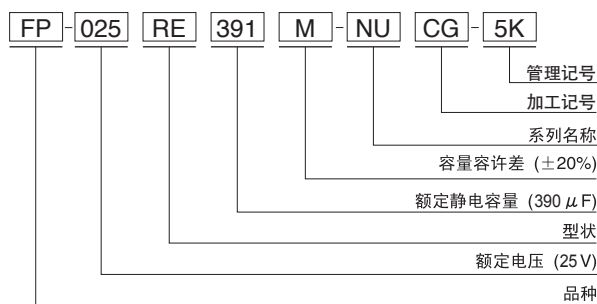 FP-025 RE 391 M-NU CG-5K
管理记号
加工记号
系列名称
容量容许差 (±20%)
额定静电容量 (390 μF)
型状
额定电压 (25V)
品种